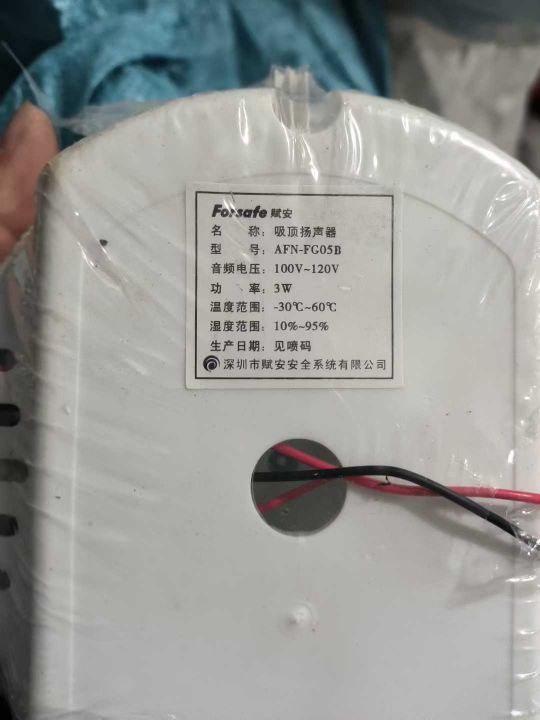 Forsafe 赋安
名 称：吸顶扬声器
型 号：AFN-FG05B
音频电压：100V~120V
功 率：3W
温度范围：-30℃~60℃
湿度范围：10%~95%
生产日期：见喷码
深圳市赋安安全系统有限公司